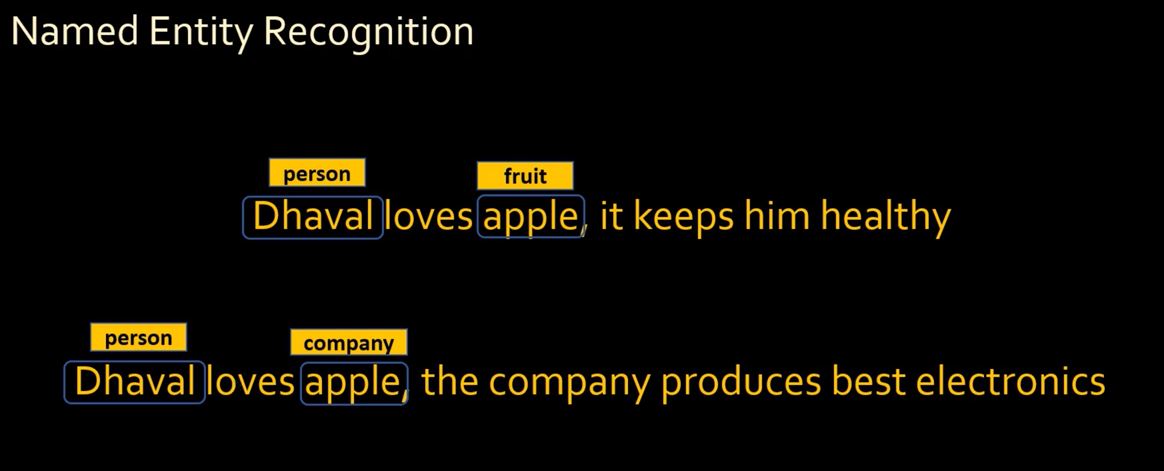 Named Entity Recognition
person fruit
Dhaval loves apple, it keeps him healthy
person company
Dhaval loves apple, the company produces best electronics